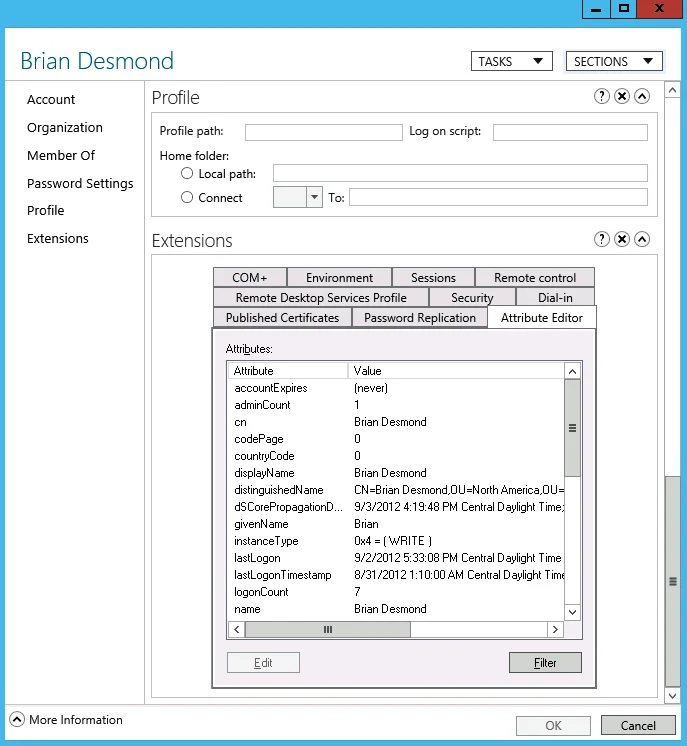 Brian Desmond
TASKS
SECTIONS
Account
Organization
Member Of
Password Settings
Profile
Extensions
Profile
Profile path:
Log on script:
Home folder:
Local path:
Connect
To:
Extensions
COM+ Environment Sessions Remote control
Remote Desktop Services Profile Security Dial-in
Published Certificates Password Replication Attribute Editor
Attributes:
Attribute Value
accountExpires (never)
adminCount 1
cn Brian Desmond
codePage 0
countryCode 0
displayName Brian Desmond
distinguishedName CN=Brian Desmond,OU=North America,OU=
dSCorePropagationD... 9/3/2012 4:19:48 PM Central Daylight Time;
givenName Brian
instanceType 0x4 = ( WRITE )
lastLogon 9/2/2012 5:33:08 PM Central Daylight Time
lastLogonTimestamp 8/31/2012 1:10:00 AM Central Daylight Time
logonCount 7
name Brian Desmond
Edit
Filter
More Information
OK
Cancel